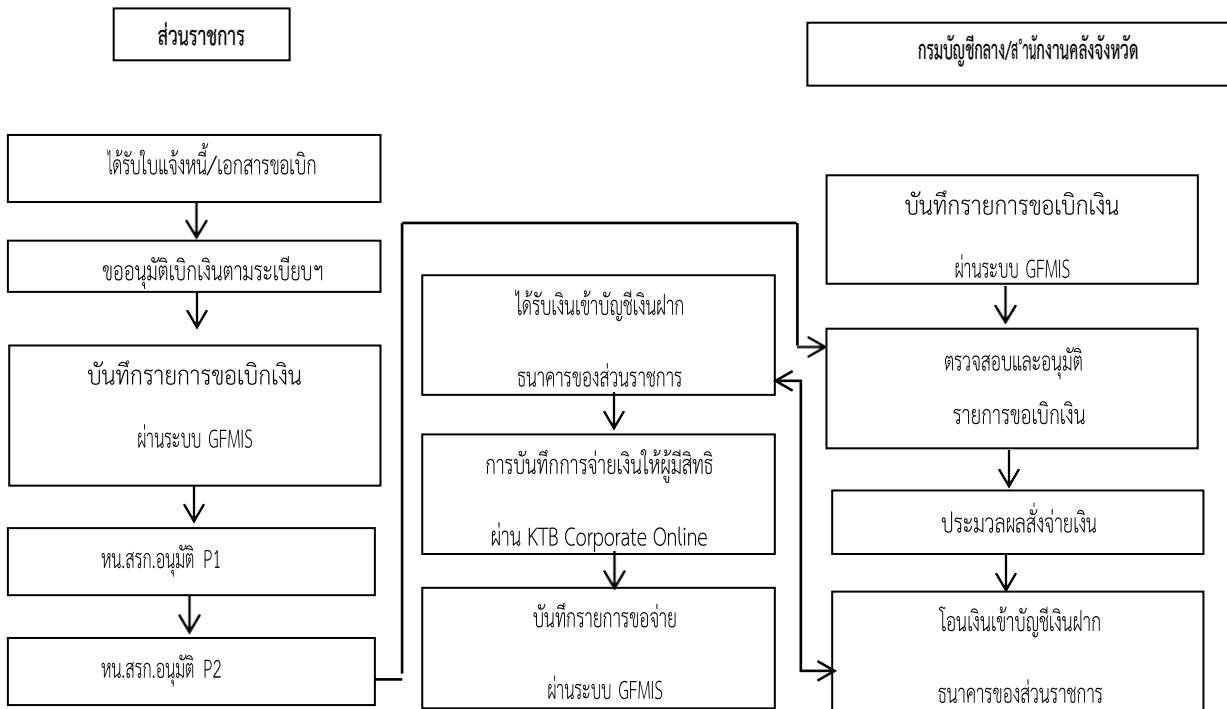 ส่วนราชการ
กรมบัญชีกลาง/สำนักงานคลังจังหวัด
ได้รับใบแจ้งหนี้/เอกสารขอเบิก
ขออนุมัติเบิกเงินตามระเบียบฯ
บันทึกรายการขอเบิกเงิน
ผ่านระบบ GFMIS
หน.สรก.อนุมัติ P1
หน.สรก.อนุมัติ P2
ได้รับเงินเข้าบัญชีเงินฝาก
ธนาคารของส่วนราชการ
การบันทึกการจ่ายเงินให้ผู้มีสิทธิ
ผ่าน KTB Corporate Online
บันทึกรายการขอจ่าย
ผ่านระบบ GFMIS
บันทึกรายการขอเบิกเงิน
ผ่านระบบ GFMIS
ตรวจสอบและอนุมัติ
รายการขอเบิกเงิน
ประมวลผลสั่งจ่ายเงิน
โอนเงินเข้าบัญชีเงินฝาก
ธนาคารของส่วนราชการ